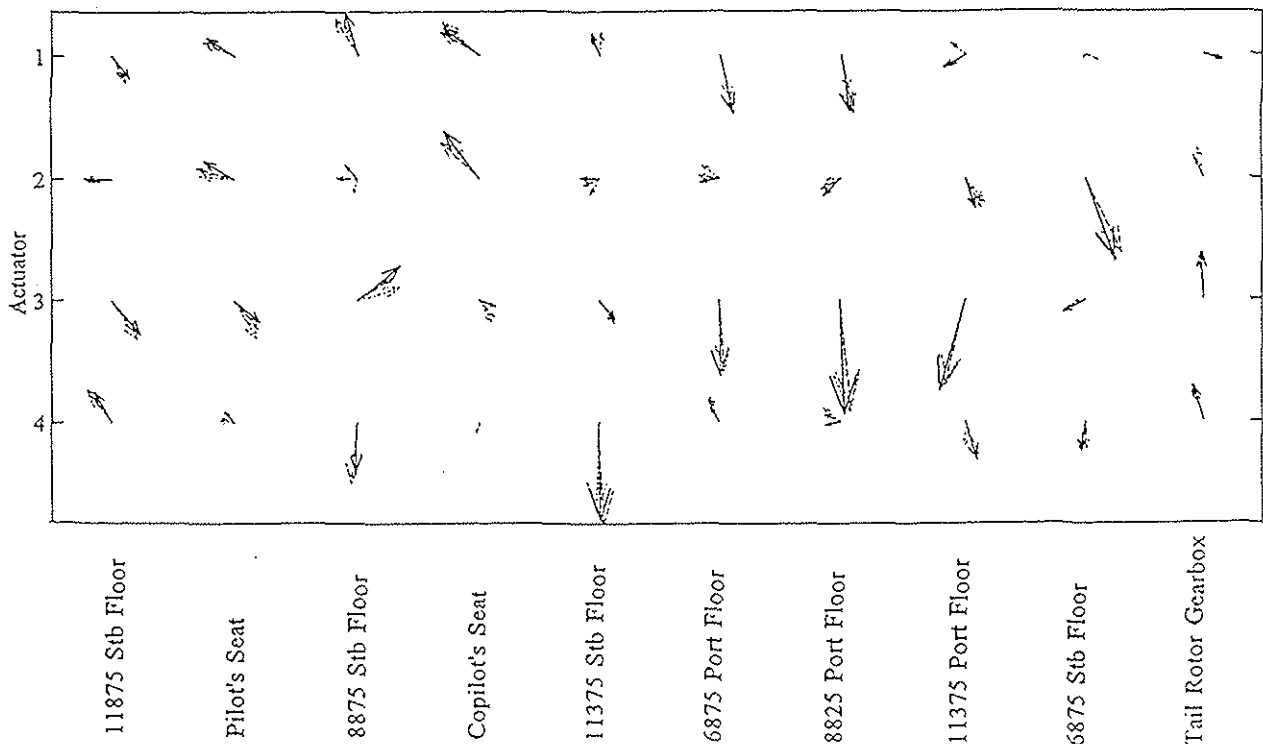 Actuator
1
2
3
4
11875 Stb Floor
Pilot's Seat
8875 Stb Floor
Copilot's Seat
11375 Stb Floor
6875 Port Floor
8825 Port Floor
11375 Port Floor
6875 Stb Floor
Tail Rotor Gearbox